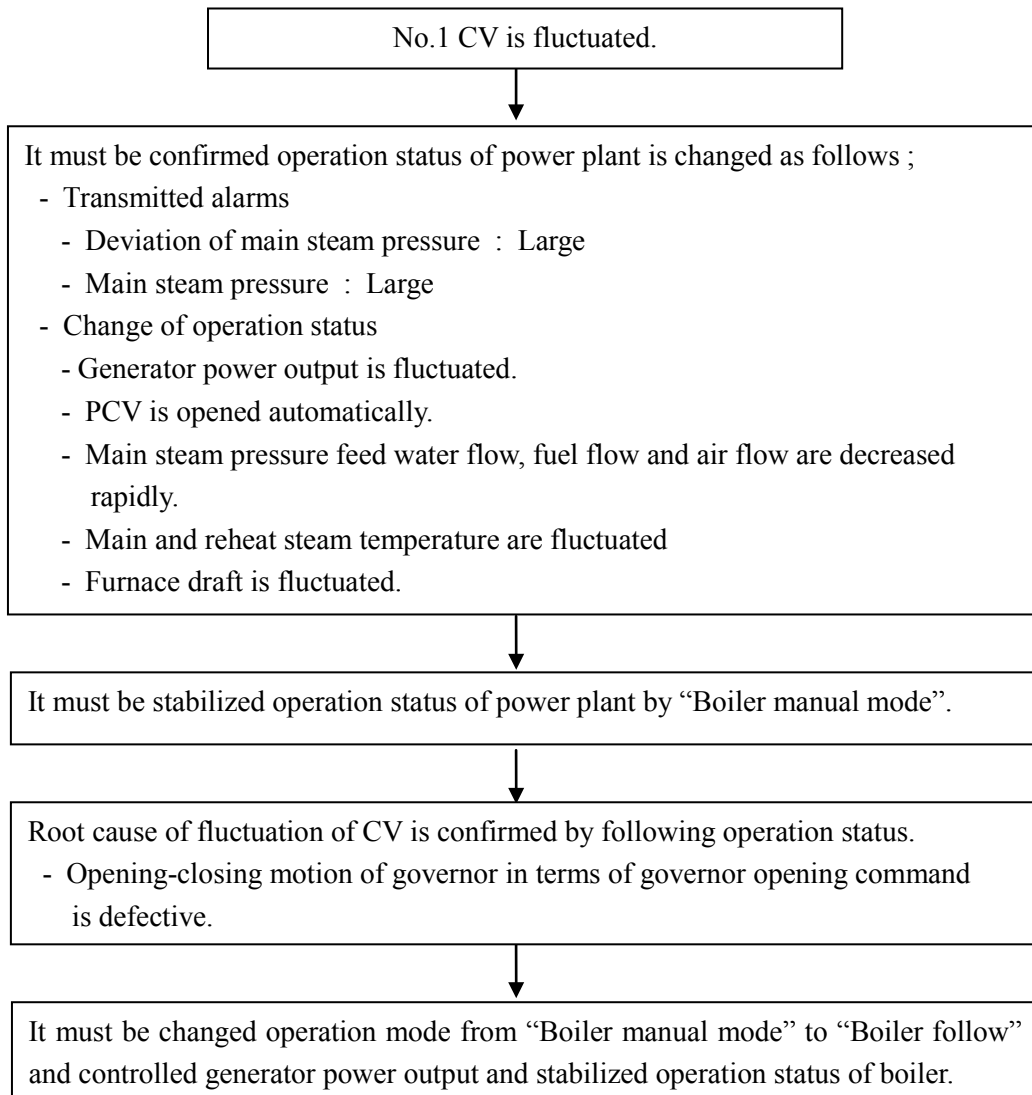 No.1 CV is fluctuated.
It must be confirmed operation status of power plant is changed as follows ;
- Transmitted alarms
- Deviation of main steam pressure : Large
- Main steam pressure : Large
- Change of operation status
- Generator power output is fluctuated.
- PCV is opened automatically.
- Main steam pressure feed water flow, fuel flow and air flow are decreased
rapidly.
- Main and reheat steam temperature are fluctuated
- Furnace draft is fluctuated.
It must be stabilized operation status of power plant by “Boiler manual mode”.
Root cause of fluctuation of CV is confirmed by following operation status.
- Opening-closing motion of governor in terms of governor opening command
is defective.
It must be changed operation mode from “Boiler manual mode” to “Boiler follow”
and controlled generator power output and stabilized operation status of boiler.